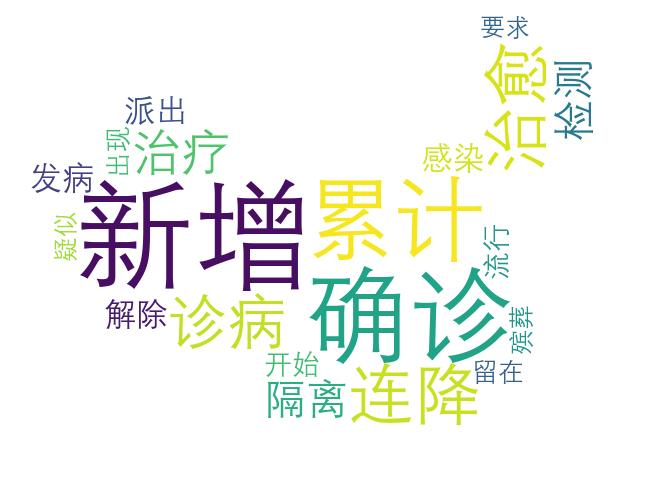 要求
治愈
检测
派出
出现
治疗
感染
发病
新增
累计
疑似
流行
确诊
解除
诊病
殡葬
开始
留在
隔离
连降